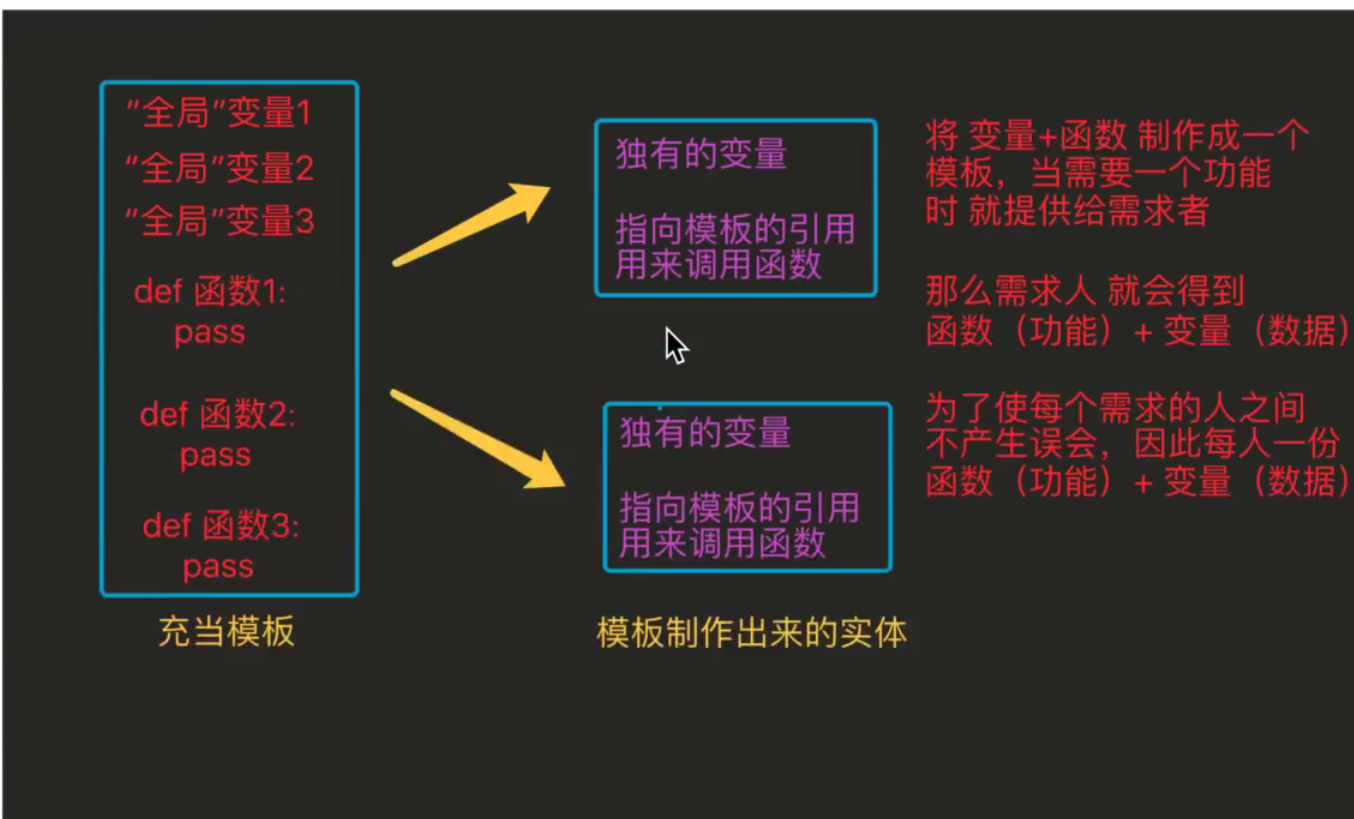 “全局”变量1
“全局”变量2
“全局”变量3
def 函数1:
pass
def 函数2:
pass
def 函数3:
pass
充当模板
独有的变量
指向模板的引用
用来调用函数
独有的变量
指向模板的引用
用来调用函数
模板制作出来的实体
将 变量+函数 制作成一个
模板，当需要一个功能
时 就提供给需求者
那么需求人 就会得到
函数（功能）+ 变量（数据）
为了使每个需求的人之间
不产生误会，因此每人一份
函数（功能）+ 变量（数据）